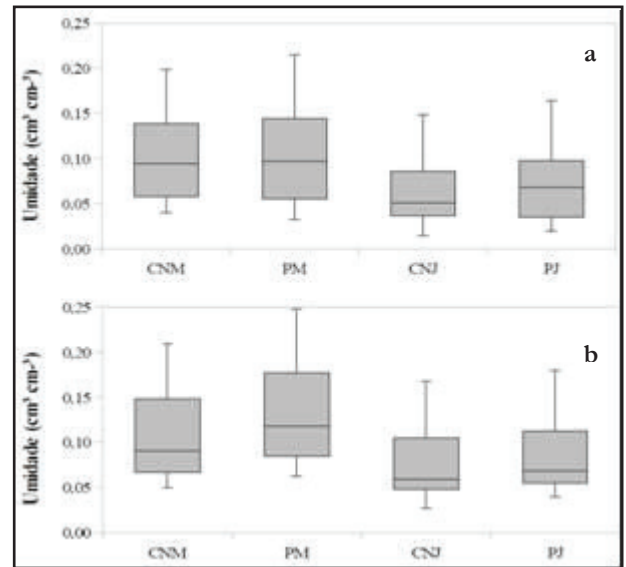 a
Umidade (cm³ cm-³)
0,25
0,20
0,15
0,10
0,05
0,00
CNM PM CNJ PJ
b
Umidade (cm³ cm-³)
0,25
0,20
0,15
0,10
0,05
0,00
CNM PM CNJ PJ